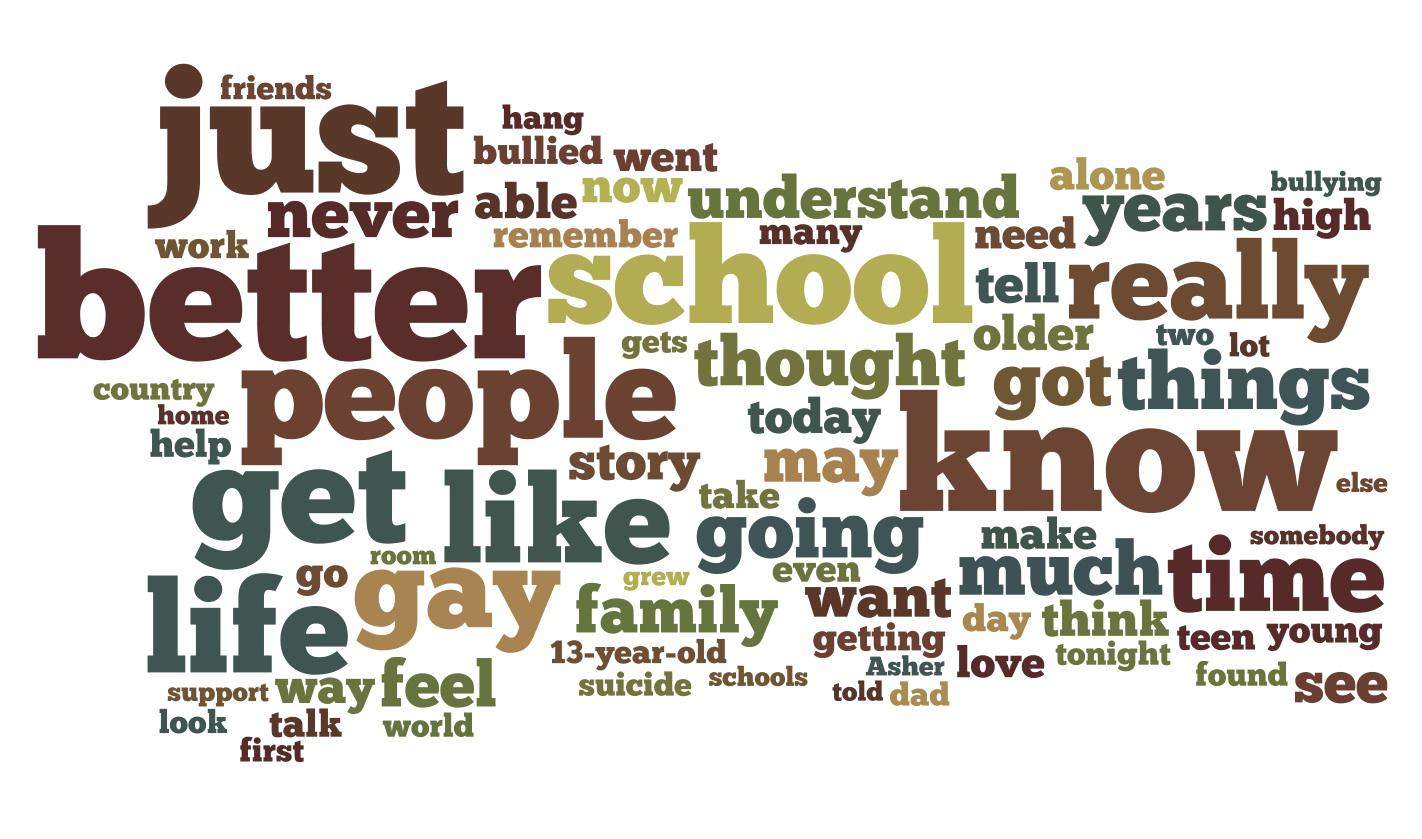 friends
just
hang
bullied went
never able now understand alone years bullying
high
work remember many need
better school tell really
gets thought older two lot
country people got things
home
help today
story may know else
get like take going
room make somebody
life go gay grew even much time
family want day think teen young
13-year-old getting
suicide schools Asher love tonight found see
support way feel told dad
look talk world
first